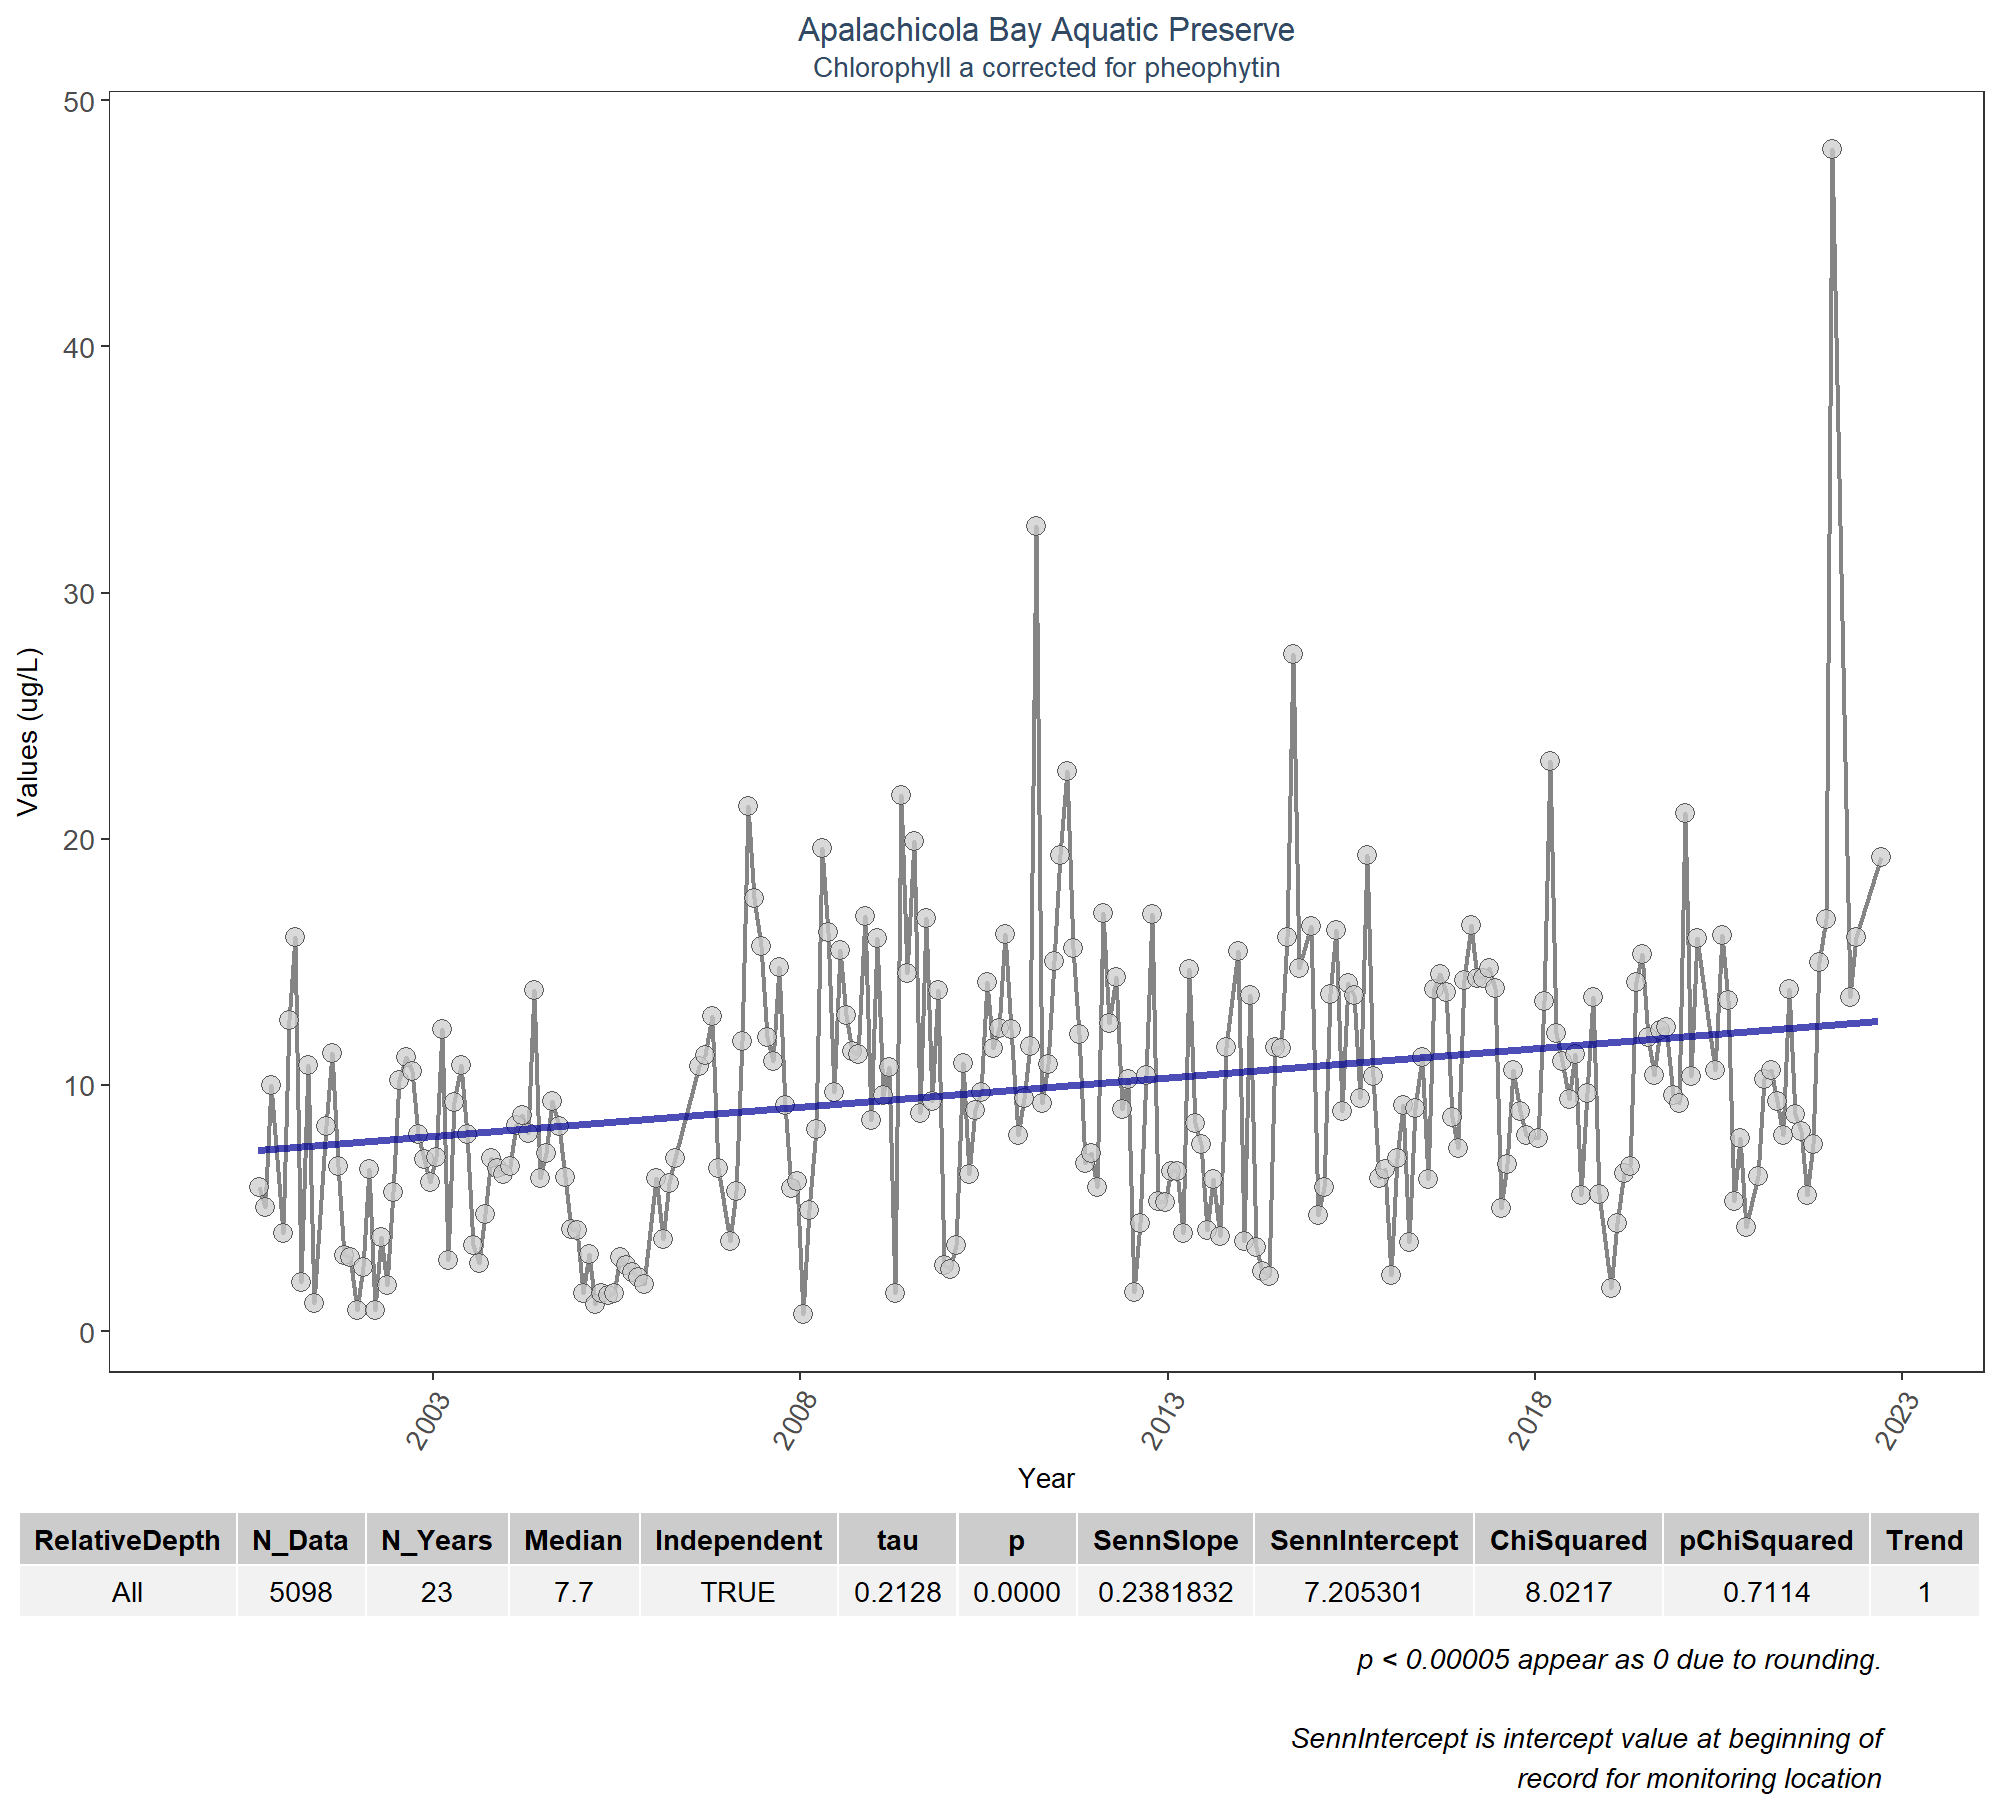 Apalachicola Bay Aquatic Preserve
Chlorophyll a corrected for pheophytin
50
40
30
20
10
0
Values (ug/L)
2003
2008
2013
2018
2023
Year
RelativeDepth N_Data N_Years Median Independent tau p SennSlope SennIntercept ChiSquared pChiSquared Trend
All 5098 23 7.7 TRUE 0.2128 0.0000 0.2381832 7.205301 8.0217 0.7114 1
p < 0.00005 appear as 0 due to rounding.
SennIntercept is intercept value at beginning of
record for monitoring location